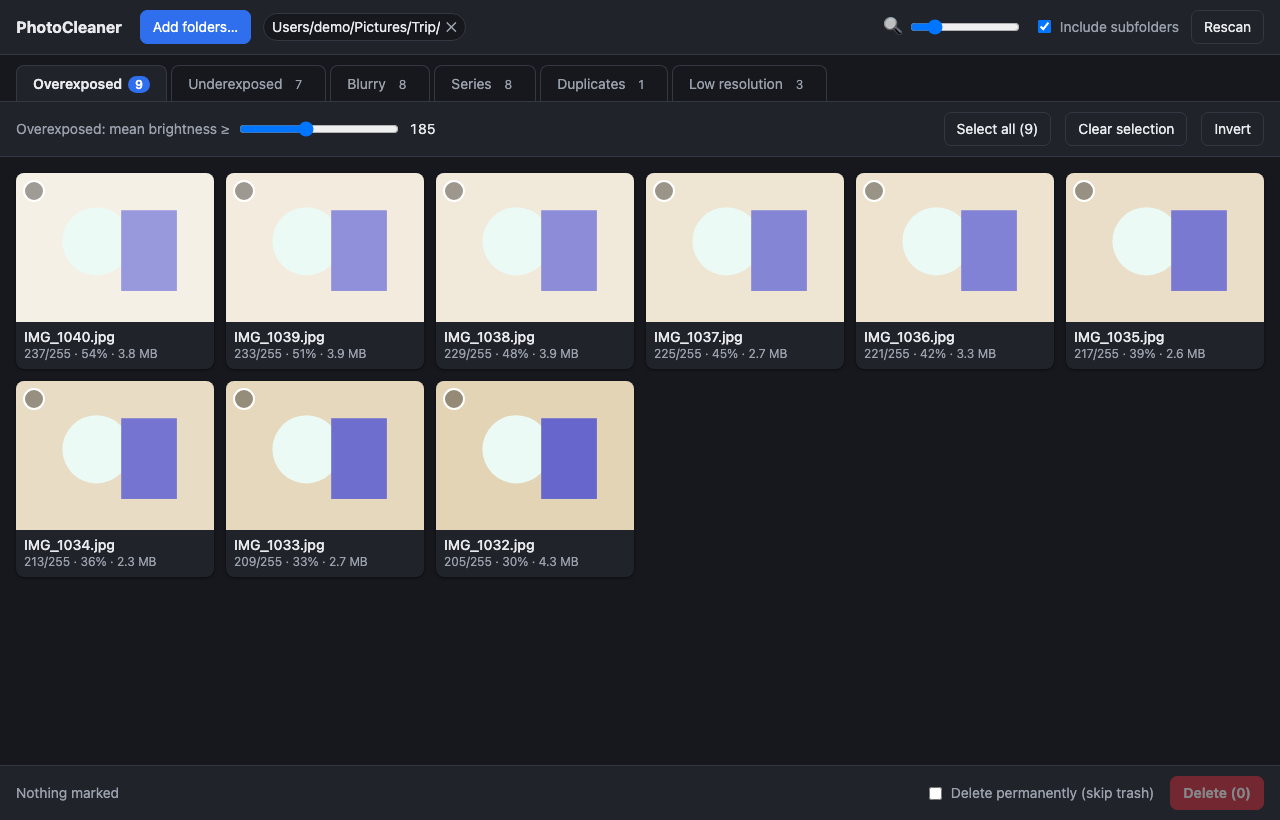 PhotoCleaner
Add folders…
Users/demo/Pictures/Trip/
Include subfolders
Rescan
Overexposed 9
Underexposed 7
Blurry 8
Series 8
Duplicates 1
Low resolution 3
Overexposed: mean brightness ≥ 185
Select all (9)
Clear selection
Invert
IMG_1040.jpg
237/255 · 54% · 3.8 MB
IMG_1039.jpg
233/255 · 51% · 3.9 MB
IMG_1038.jpg
229/255 · 48% · 3.9 MB
IMG_1037.jpg
225/255 · 45% · 2.7 MB
IMG_1036.jpg
221/255 · 42% · 3.3 MB
IMG_1035.jpg
217/255 · 39% · 2.6 MB
IMG_1034.jpg
213/255 · 36% · 2.3 MB
IMG_1033.jpg
209/255 · 33% · 2.7 MB
IMG_1032.jpg
205/255 · 30% · 4.3 MB
Nothing marked
Delete permanently (skip trash)
Delete (0)